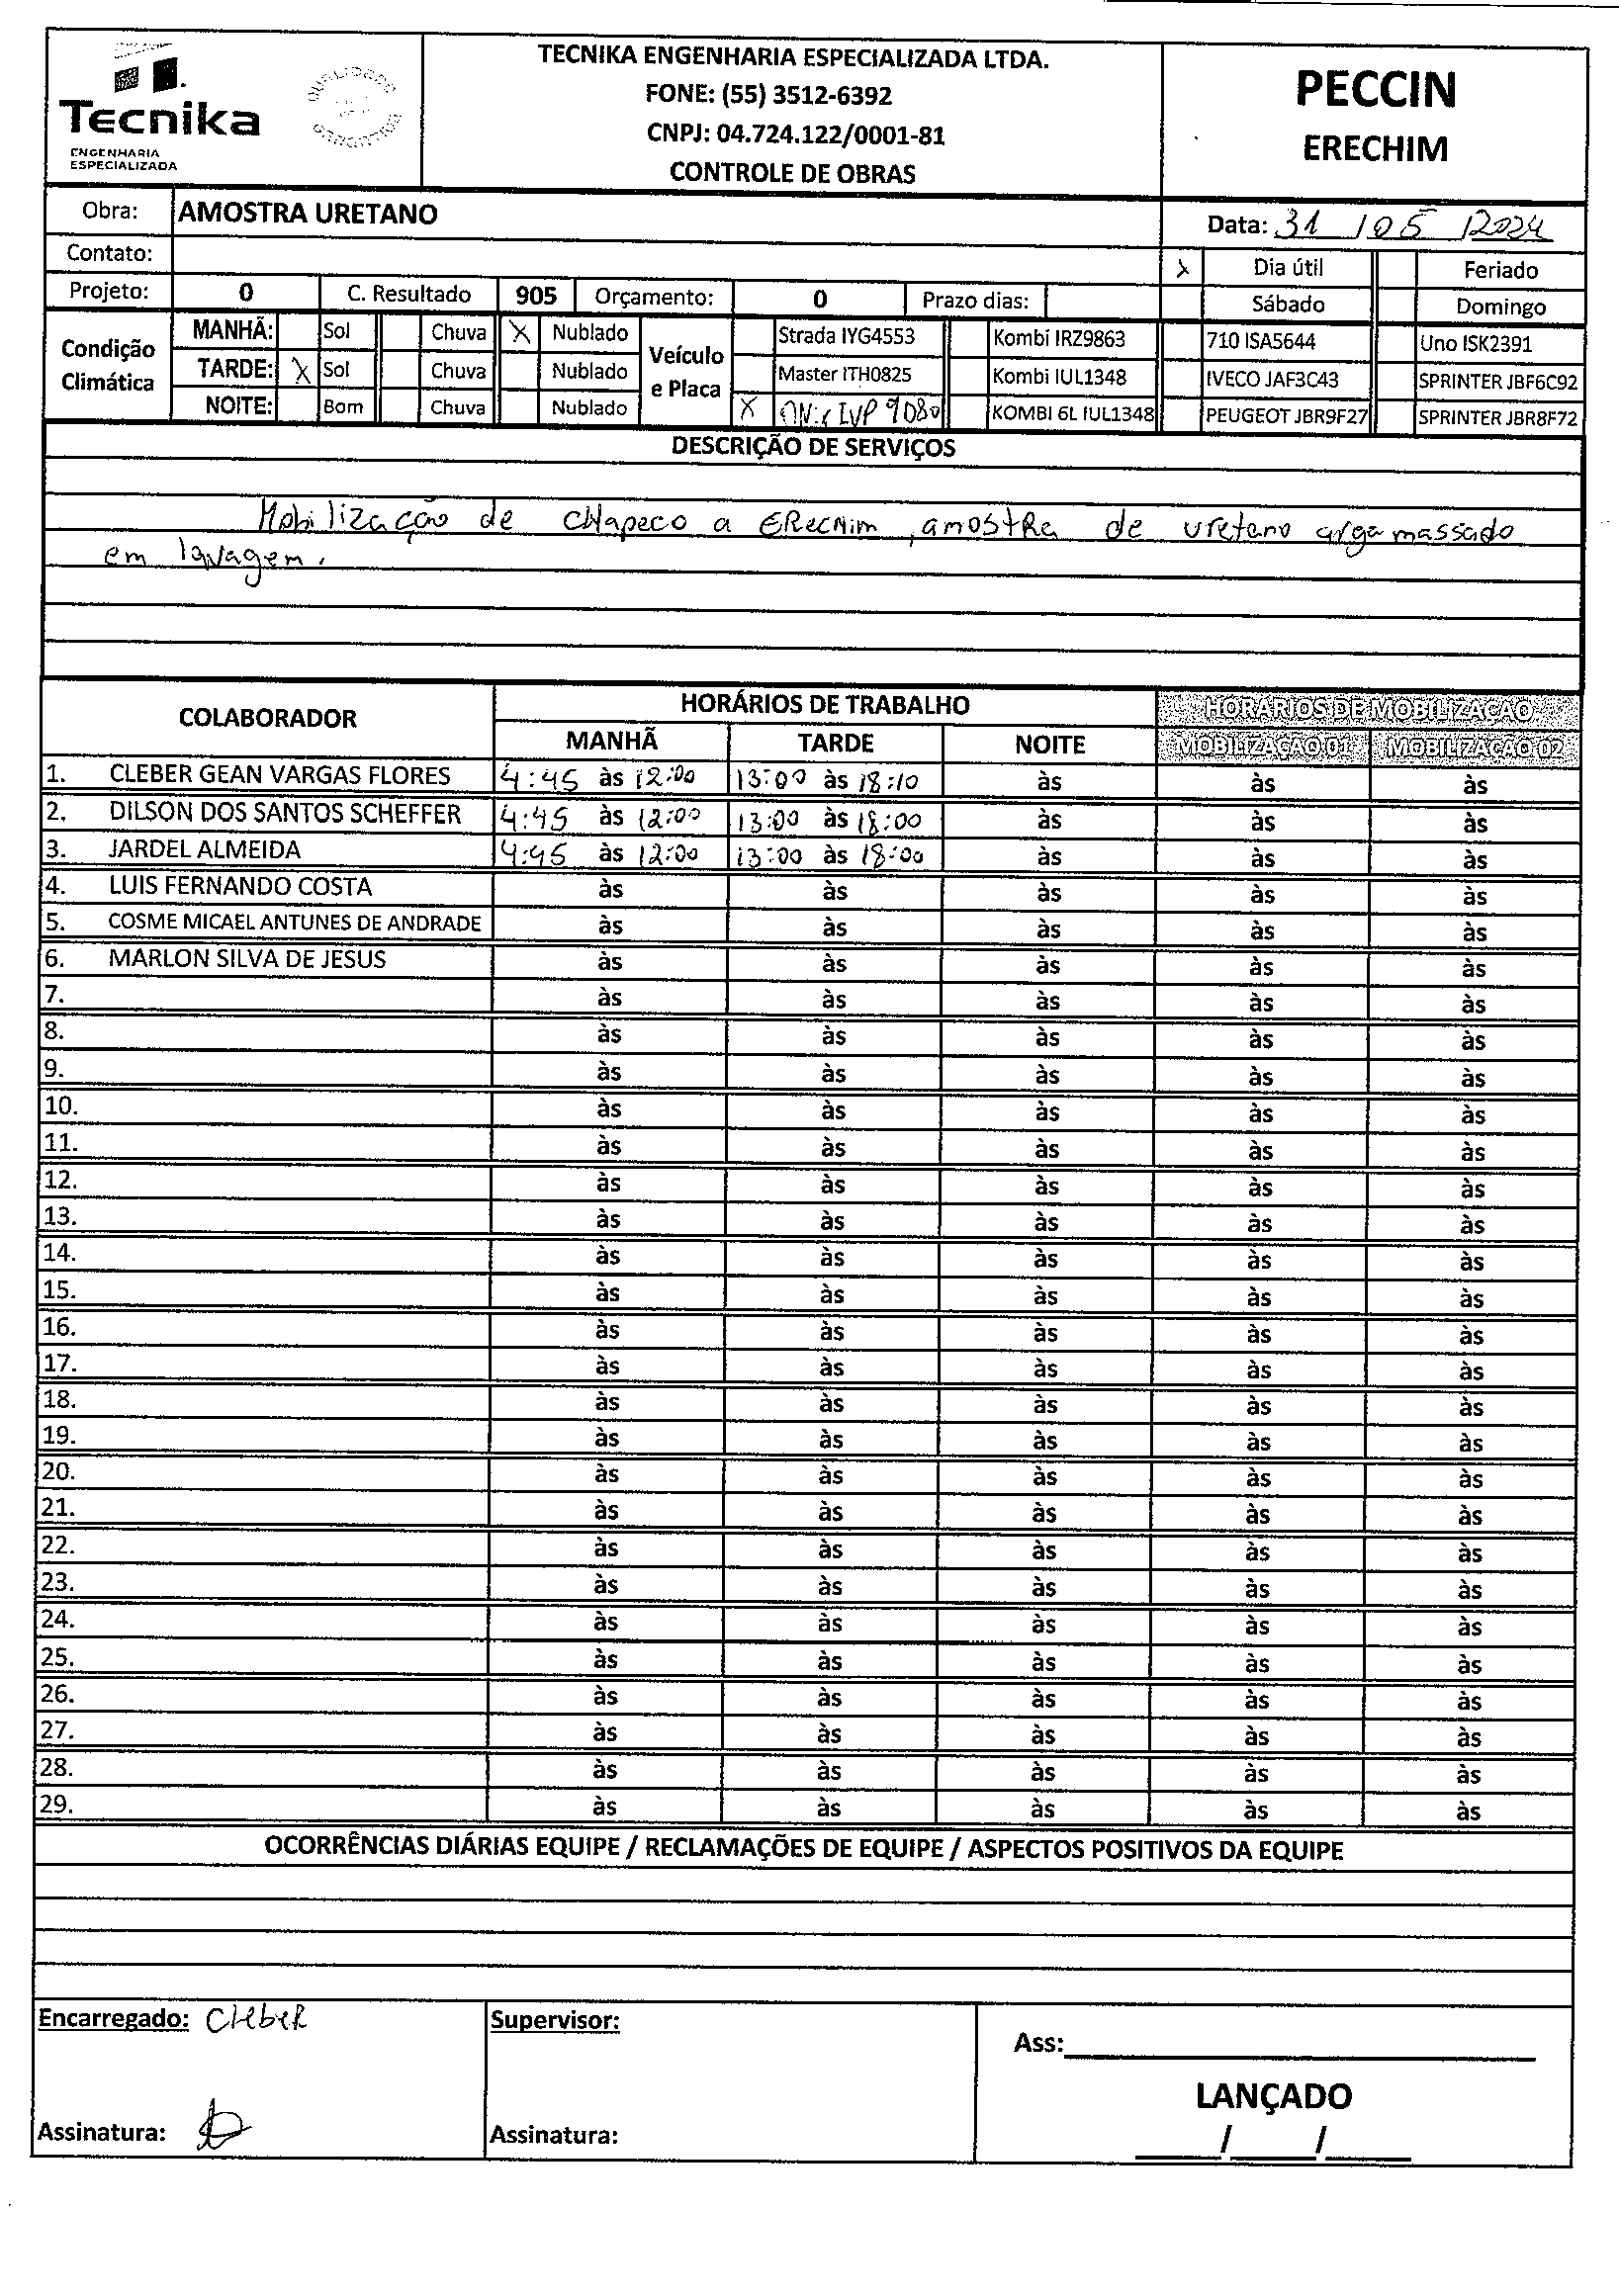 TECNIKA ENGENHARIA ESPECIALIZADA LTDA.
FONE: (55) 3512-6392
CNPJ: 04.724.122/0001-81
CONTROLE DE OBRAS
Tecnika
ENGENHARIA
ESPECIALIZADA
QUALIDADE
PECCIN
ERECHIM
Obra: AMOSTRA URETANO
Data: 31 / 05 / 2024
Contato:
X Dia útil Feriado
Projeto: 0 C. Resultado 905 Orçamento: 0 Prazo dias:
Sábado Domingo
Condição Climática
MANHÃ: Sol Chuva X Nublado
TARDE: X Sol Chuva Nublado
NOITE: Bom Chuva Nublado
Veículo e Placa
Strada IYG4553 Kombi IRZ9863 710 ISA5644 Uno ISK2391
Master ITH0825 Kombi IUL1348 IVECO JAF3C43 SPRINTER JBF6C92
X IVP 9080 KOMBI 6L IUL1348 PEUGEOT JBR9F27 SPRINTER JBR8F72
DESCRIÇÃO DE SERVIÇOS
Mobilização de Chapeco a ERechim, amostRa de uretano argamassado
em lavagem.
COLABORADOR HORÁRIOS DE TRABALHO HORÁRIOS DE MOBILIZAÇÃO
MANHÃ TARDE NOITE MOBILIZAÇÃO 01 MOBILIZAÇÃO 02
1. CLEBER GEAN VARGAS FLORES 4:45 às 12:00 13:00 às 18:10 às às às
2. DILSON DOS SANTOS SCHEFFER 4:45 às 12:00 13:00 às 18:00 às às às
3. JARDEL ALMEIDA 4:45 às 12:00 13:00 às 18:00 às às às
4. LUIS FERNANDO COSTA às às às às às
5. COSME MICAEL ANTUNES DE ANDRADE às às às às às
6. MARLON SILVA DE JESUS às às às às às
7. às às às às às
8. às às às às às
9. às às às às às
10. às às às às às
11. às às às às às
12. às às às às às
13. às às às às às
14. às às às às às
15. às às às às às
16. às às às às às
17. às às às às às
18. às às às às às
19. às às às às às
20. às às às às às
21. às às às às às
22. às às às às às
23. às às às às às
24. às às às às às
25. às às às às às
26. às às às às às
27. às às às às às
28. às às às às às
29. às às às às às
OCORRÊNCIAS DIÁRIAS EQUIPE / RECLAMAÇÕES DE EQUIPE / ASPECTOS POSITIVOS DA EQUIPE
Encarregado: Cleber
Supervisor:
Ass:
LANÇADO
/ /
Assinatura:
Assinatura: